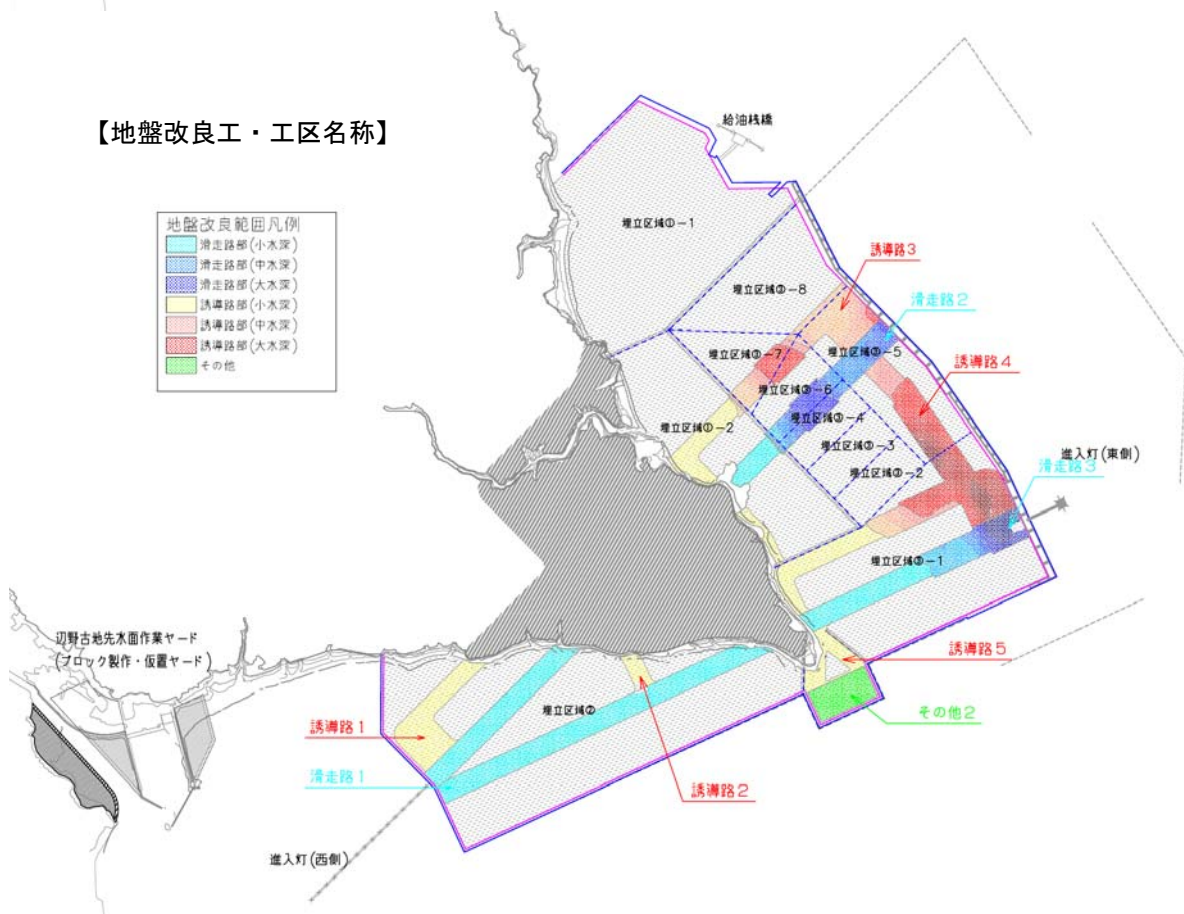 【地盤改良工・工区名称】
給油桟橋
地盤改良範囲凡例
滑走路部(小水深)
滑走路部(中水深)
滑走路部(大水深)
誘導路部(小水深)
誘導路部(中水深)
誘導路部(大水深)
その他
埋立区域①-1
誘導路3
埋立区域③-8
滑走路2
埋立区域③-7
埋立区域③-5
誘導路4
埋立区域③-6
埋立区域③-4
埋立区域①-2
埋立区域③-3
進入灯(東側)
埋立区域③-2
滑走路3
埋立区域③-1
辺野古地先水面作業ヤード
(ブロック製作・仮置ヤード)
誘導路5
埋立区域②
その他2
誘導路1
滑走路1
誘導路2
進入灯(西側)